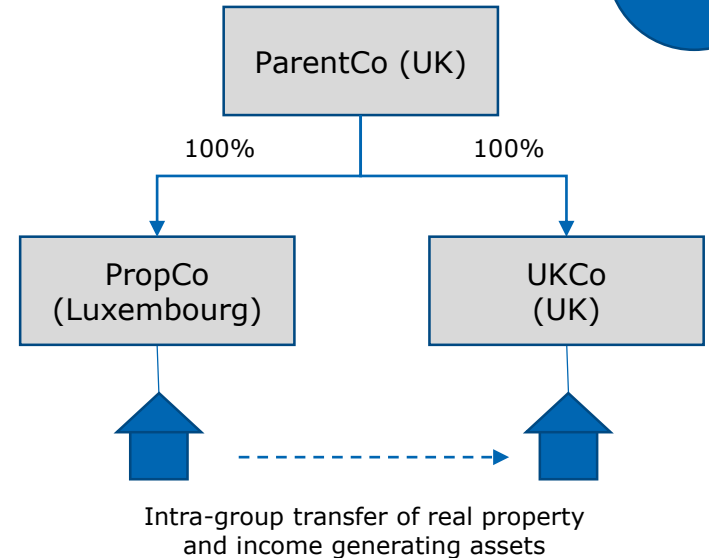 ParentCo (UK)
100%
100%
PropCo
(Luxembourg)
UKCo
(UK)
Intra-group transfer of real property
and income generating assets